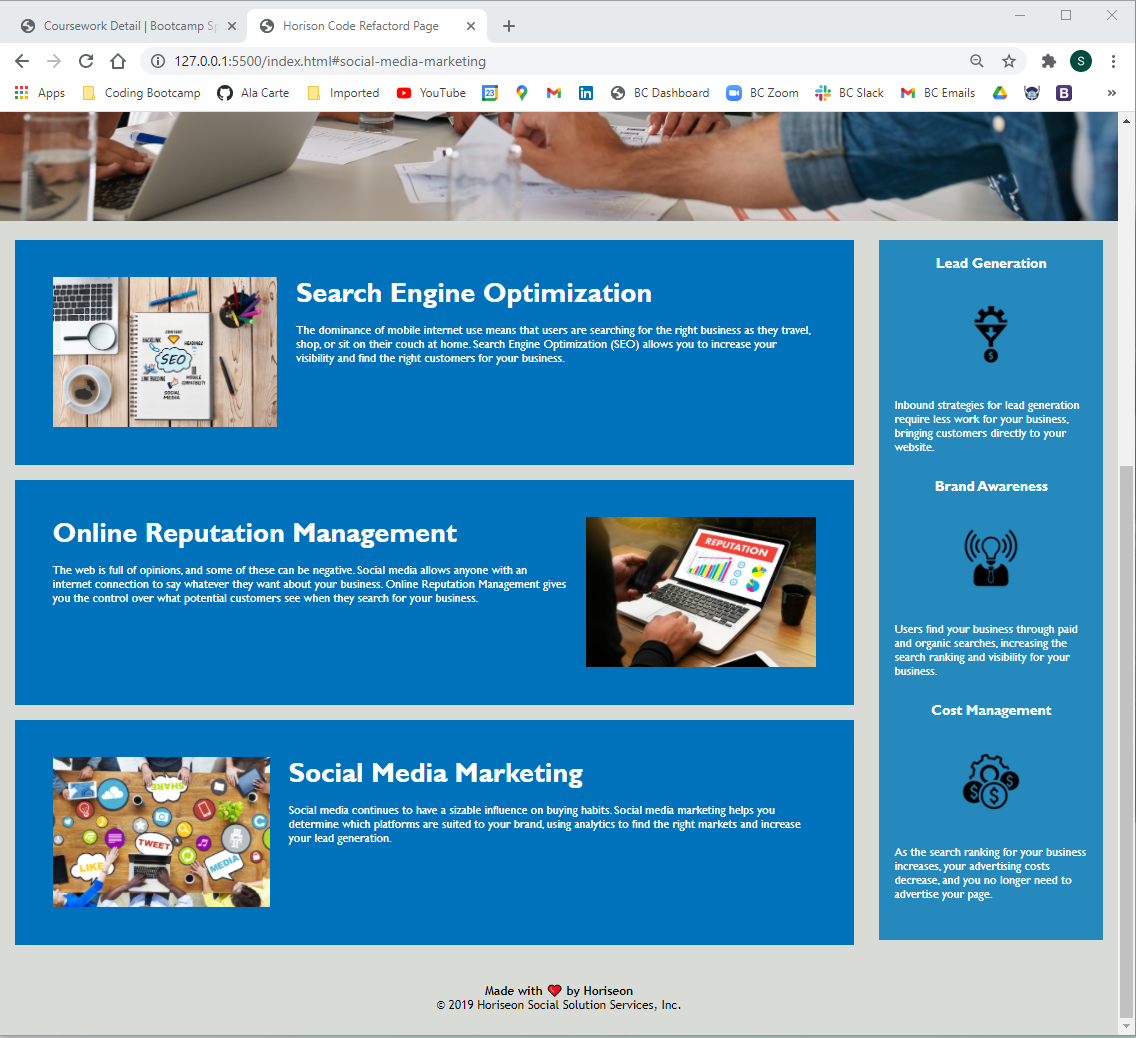 Coursework Detail | Bootcamp Sp
Horison Code Refactord Page
127.0.0.1:5500/index.html#social-media-marketing
S
Apps
Coding Bootcamp
Ala Carte
Imported
YouTube
23
BC Dashboard
BC Zoom
BC Slack
BC Emails
B
»
Search Engine Optimization
The dominance of mobile internet use means that users are searching for the right business as they travel,
shop, or sit on their couch at home. Search Engine Optimization (SEO) allows you to increase your
visibility and find the right customers for your business.
CONTENT
BACKLINK
SEO
LINK BUILDING
MOBILE
COMPATIBILITY
SOCIAL
MEDIA
Online Reputation Management
The web is full of opinions, and some of these can be negative. Social media allows anyone with an
internet connection to say whatever they want about your business. Online Reputation Management gives
you the control over what potential customers see when they search for your business.
REPUTATION
Social Media Marketing
Social media continues to have a sizable influence on buying habits. Social media marketing helps you
determine which platforms are suited to your brand, using analytics to find the right markets and increase
your lead generation.
SHARE
TWEET
LIKE
MEDIA
Lead Generation
Inbound strategies for lead generation
require less work for your business,
bringing customers directly to your
website.
Brand Awareness
Users find your business through paid
and organic searches, increasing the
search ranking and visibility for your
business.
Cost Management
As the search ranking for your business
increases, your advertising costs
decrease, and you no longer need to
advertise your page.
Made with ❤️ by Horiseon
© 2019 Horiseon Social Solution Services, Inc.